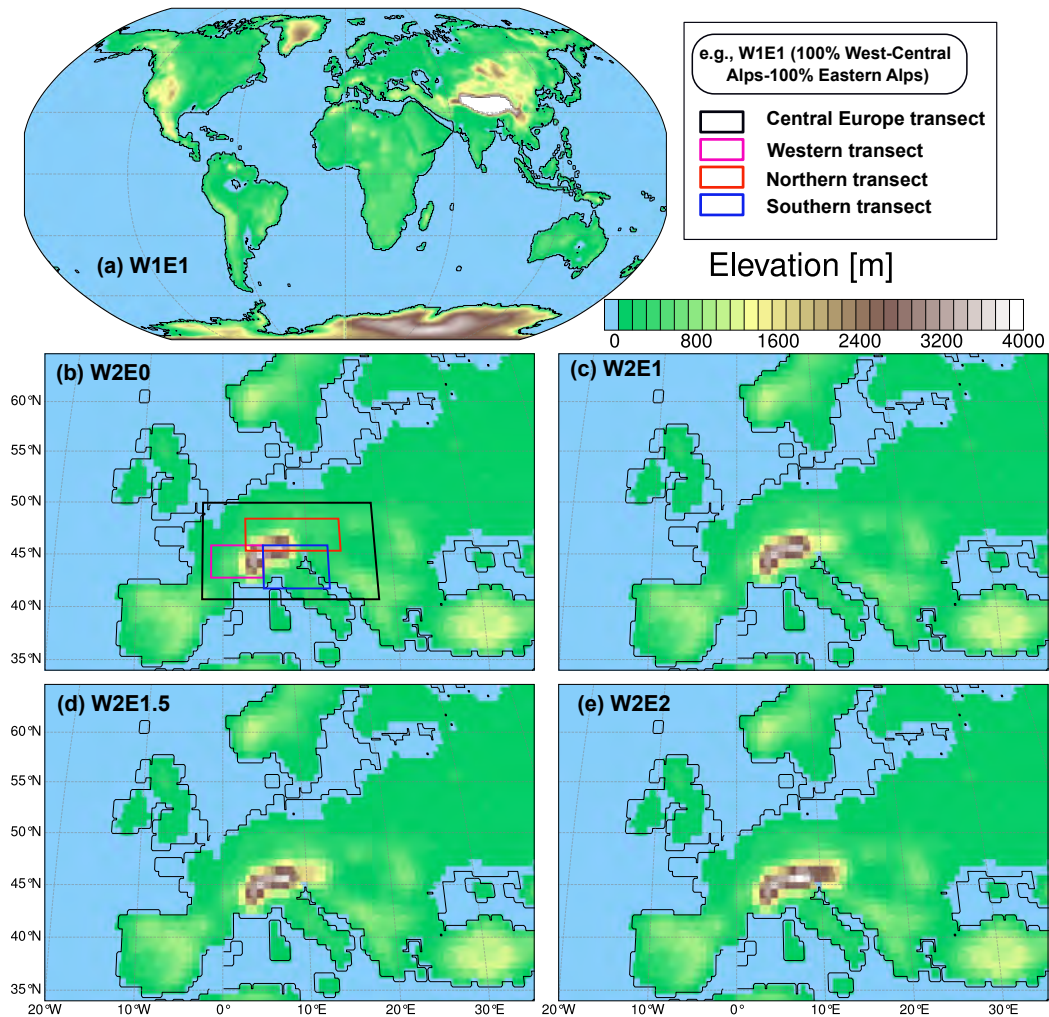 e.g., W1E1 (100% West-Central
Alps-100% Eastern Alps)
Central Europe transect
Western transect
Northern transect
Southern transect
(a) W1E1
Elevation [m]
0 800 1600 2400 3200 4000
(b) W2E0
(c) W2E1
60°N
55°N
50°N
45°N
40°N
35°N
(d) W2E1.5
(e) W2E2
60°N
55°N
50°N
45°N
40°N
35°N
20°W 10°W 0° 10°E 20°E 30°E
20°W 10°W 0° 10°E 20°E 30°E